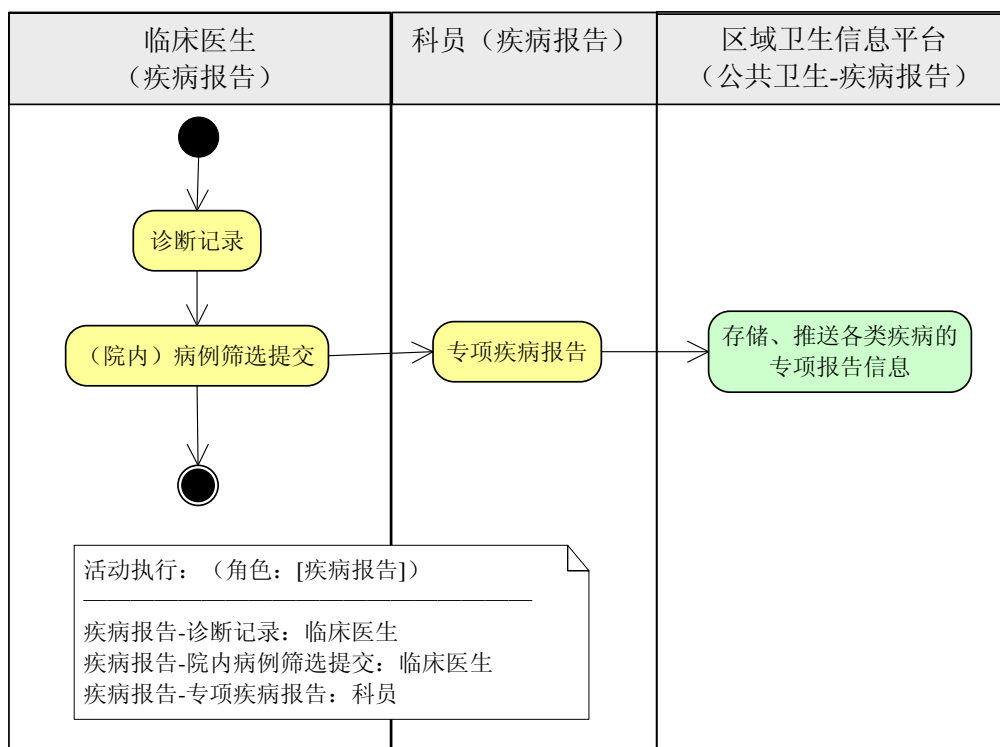 临床医生
（疾病报告）
科员（疾病报告）
区域卫生信息平台
（公共卫生-疾病报告）
诊断记录
（院内）病例筛选提交
专项疾病报告
存储、推送各类疾病的
专项报告信息
活动执行：（角色：[疾病报告]）
疾病报告-诊断记录：临床医生
疾病报告-院内病例筛选提交：临床医生
疾病报告-专项疾病报告：科员